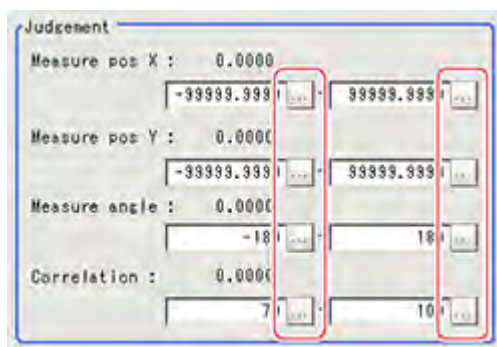 Judgement
Measure pos X : 0.0000
-99999.999 ... - 99999.999 ...
Measure pos Y : 0.0000
-99999.999 ... - 99999.999 ...
Measure angle : 0.0000
-18 ... - 18 ...
Correlation : 0.0000
7 ... - 10 ...